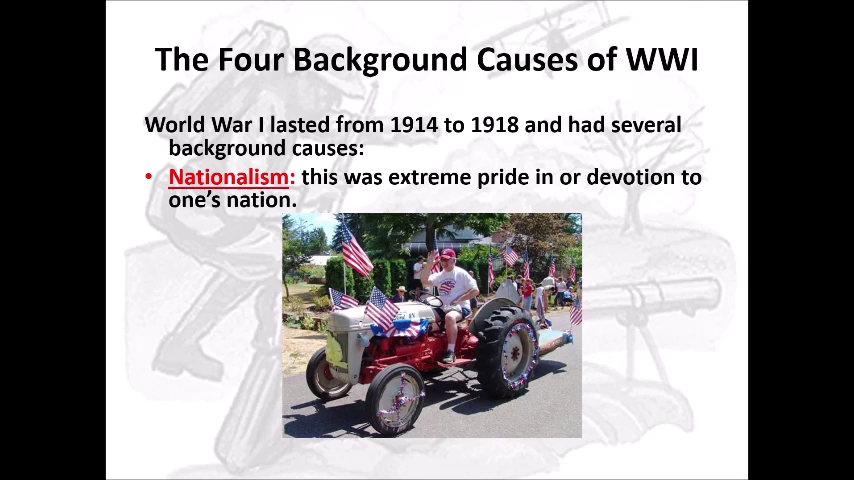 The Four Background Causes of WWI
World War I lasted from 1914 to 1918 and had several
background causes:
• Nationalism: this was extreme pride in or devotion to
one's nation.